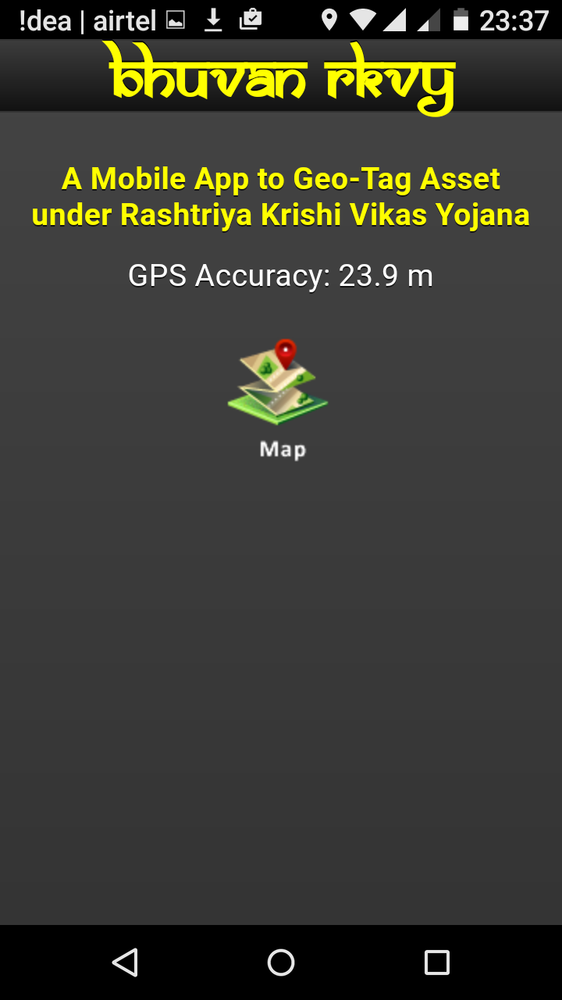 !dea | airtel 23:37
bhuvan rkvy
A Mobile App to Geo-Tag Asset
under Rashtriya Krishi Vikas Yojana
GPS Accuracy: 23.9 m
Map